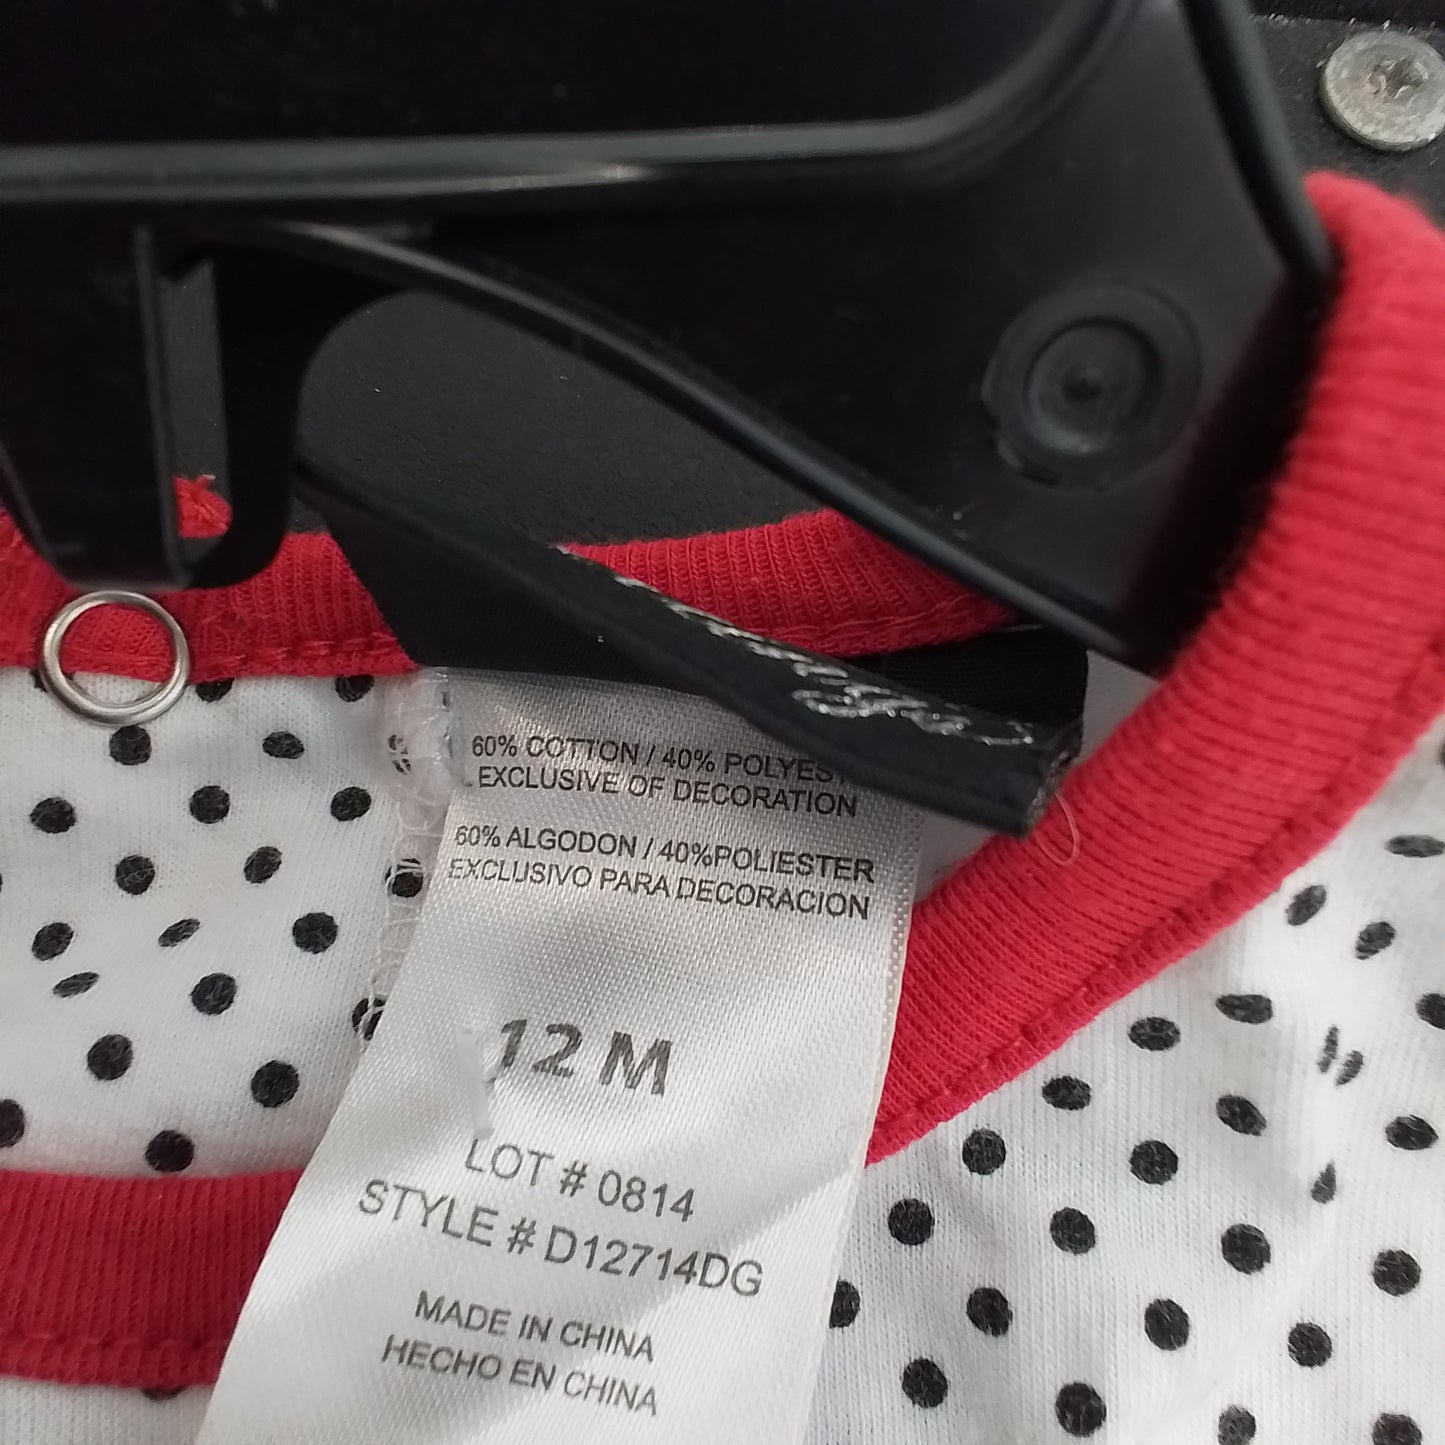 60% COTTON / 40% POLYES
EXCLUSIVE OF DECORATION
60% ALGODON / 40%POLIESTER
EXCLUSIVO PARA DECORACION
12 M
LOT # 0814
STYLE # D12714DG
MADE IN CHINA
HECHO EN CHINA